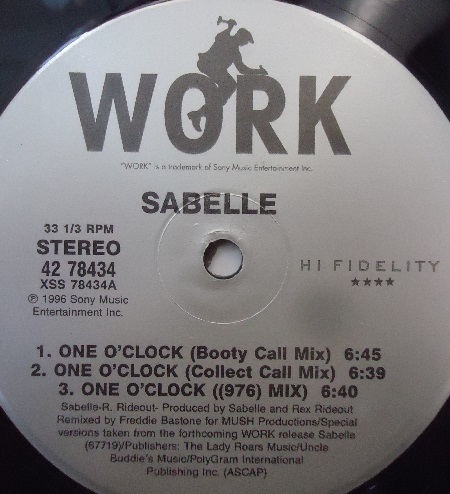 WORK
"WORK" is a trademark of Sony Music Entertainment Inc.
SABELLE
33 1/3 RPM
STEREO
42 78434
XSS 78434A
℗ 1996 Sony Music
Entertainment Inc.
HI FIDELITY
★★★★
1. ONE O'CLOCK (Booty Call Mix) 6:45
2. ONE O'CLOCK (Collect Call Mix) 6:39
3. ONE O'CLOCK ((976) MIX) 6:40
Sabelle-R. Rideout- Produced by Sabelle and Rex Rideout
Remixed by Freddie Bastone for MUSH Productions/Special
versions taken from the forthcoming WORK release Sabelle
(67719)/Publishers: The Lady Roars Music/Uncle
Buddie's Music/PolyGram International
Publishing Inc. (ASCAP)